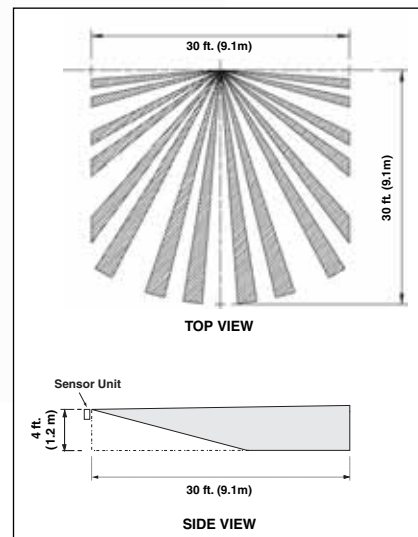 30 ft. (9.1m)
30 ft. (9.1m)
TOP VIEW
Sensor Unit
4 ft.
(1.2 m)
30 ft. (9.1m)
SIDE VIEW